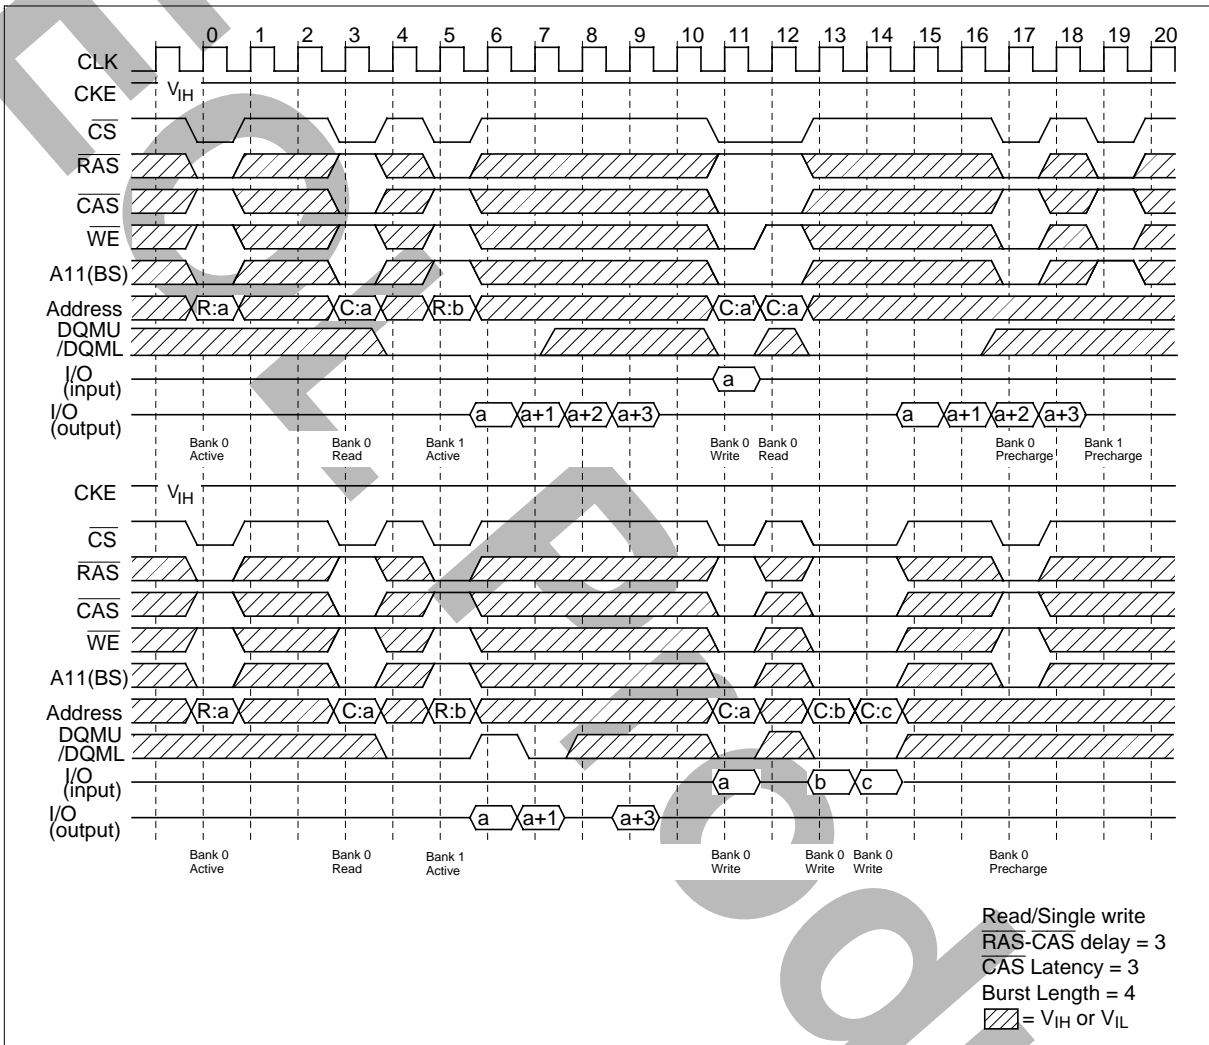 0 1 2 3 4 5 6 7 8 9 10 11 12 13 14 15 16 17 18 19 20
CLK
CKE VIH
CS
RAS
CAS
WE
A11(BS)
Address R:a C:a R:b C:a' C:a
DQMU
/DQML
I/O
(input) a
I/O
(output) a a+1 a+2 a+3 a a+1 a+2 a+3
Bank 0 Bank 0 Bank 1 Bank 0 Bank 0 Bank 0 Bank 1
Active Read Active Write Read Precharge Precharge
CKE VIH
CS
RAS
CAS
WE
A11(BS)
Address R:a C:a R:b C:a C:b C:c
DQMU
/DQML
I/O
(input) a b c
I/O
(output) a a+1 a+3
Bank 0 Bank 0 Bank 1 Bank 0 Bank 0 Bank 0 Bank 0
Active Read Active Write Write Write Precharge
Read/Single write
RAS-CAS delay = 3
CAS Latency = 3
Burst Length = 4
= VIH or VIL